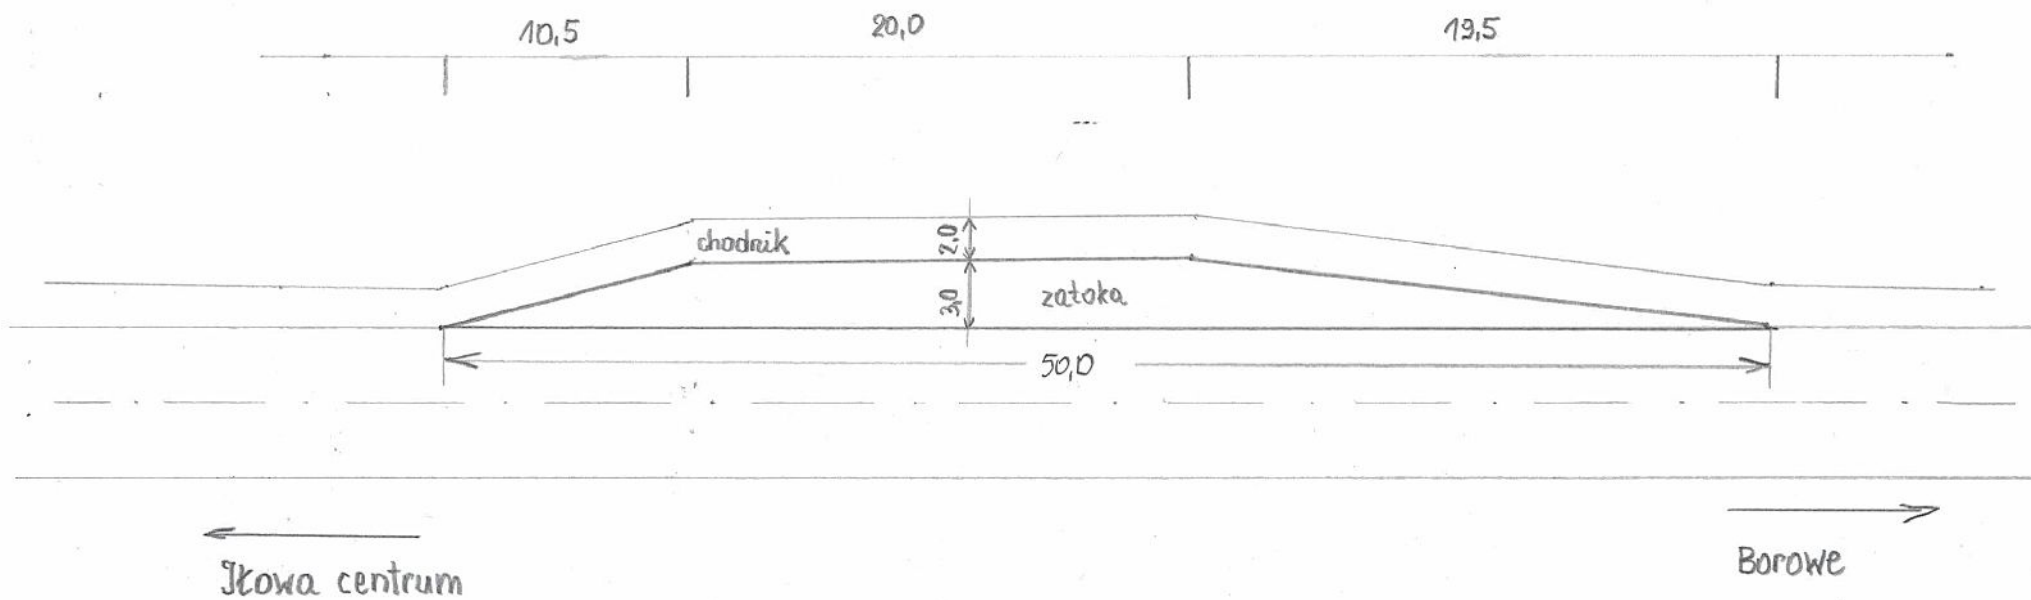 10,5 20,0 19,5
chodnik 2,0
3,0 zatoka
50,0
Iłowa centrum
Borowe